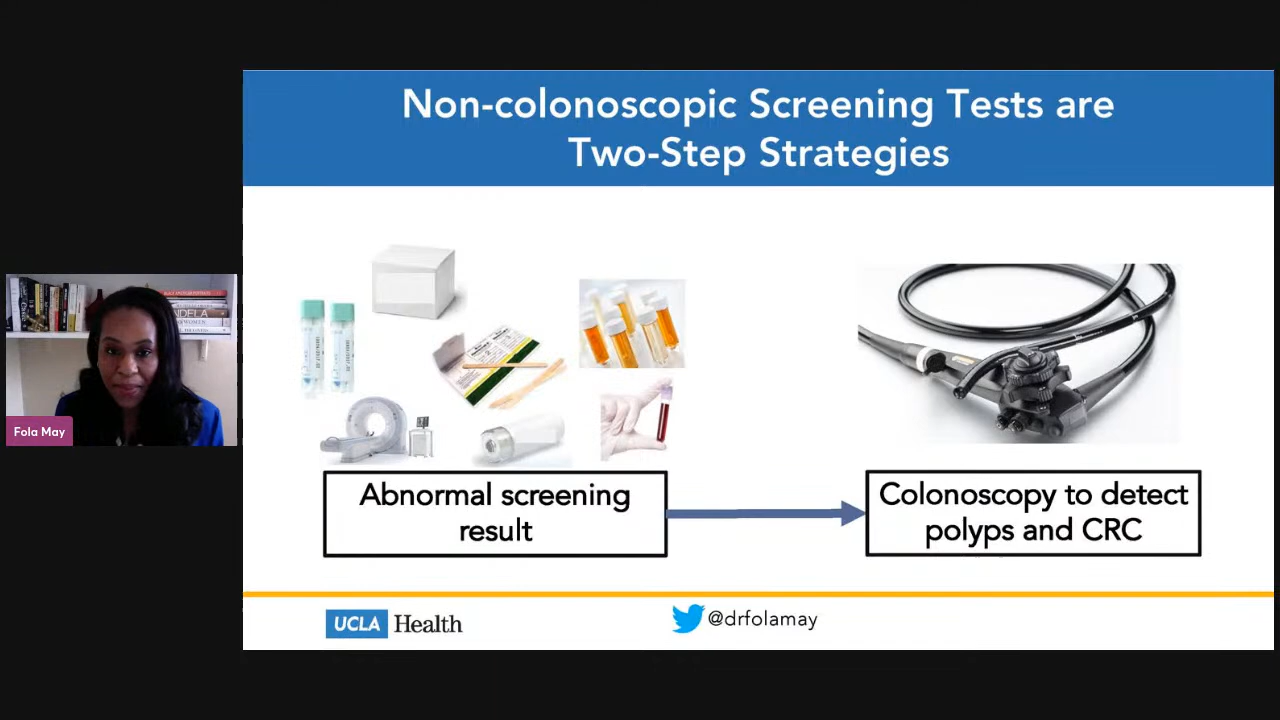 Non-colonoscopic Screening Tests are
Two-Step Strategies
Fola May
Abnormal screening
result
Colonoscopy to detect
polyps and CRC
UCLA Health
@drfolamay